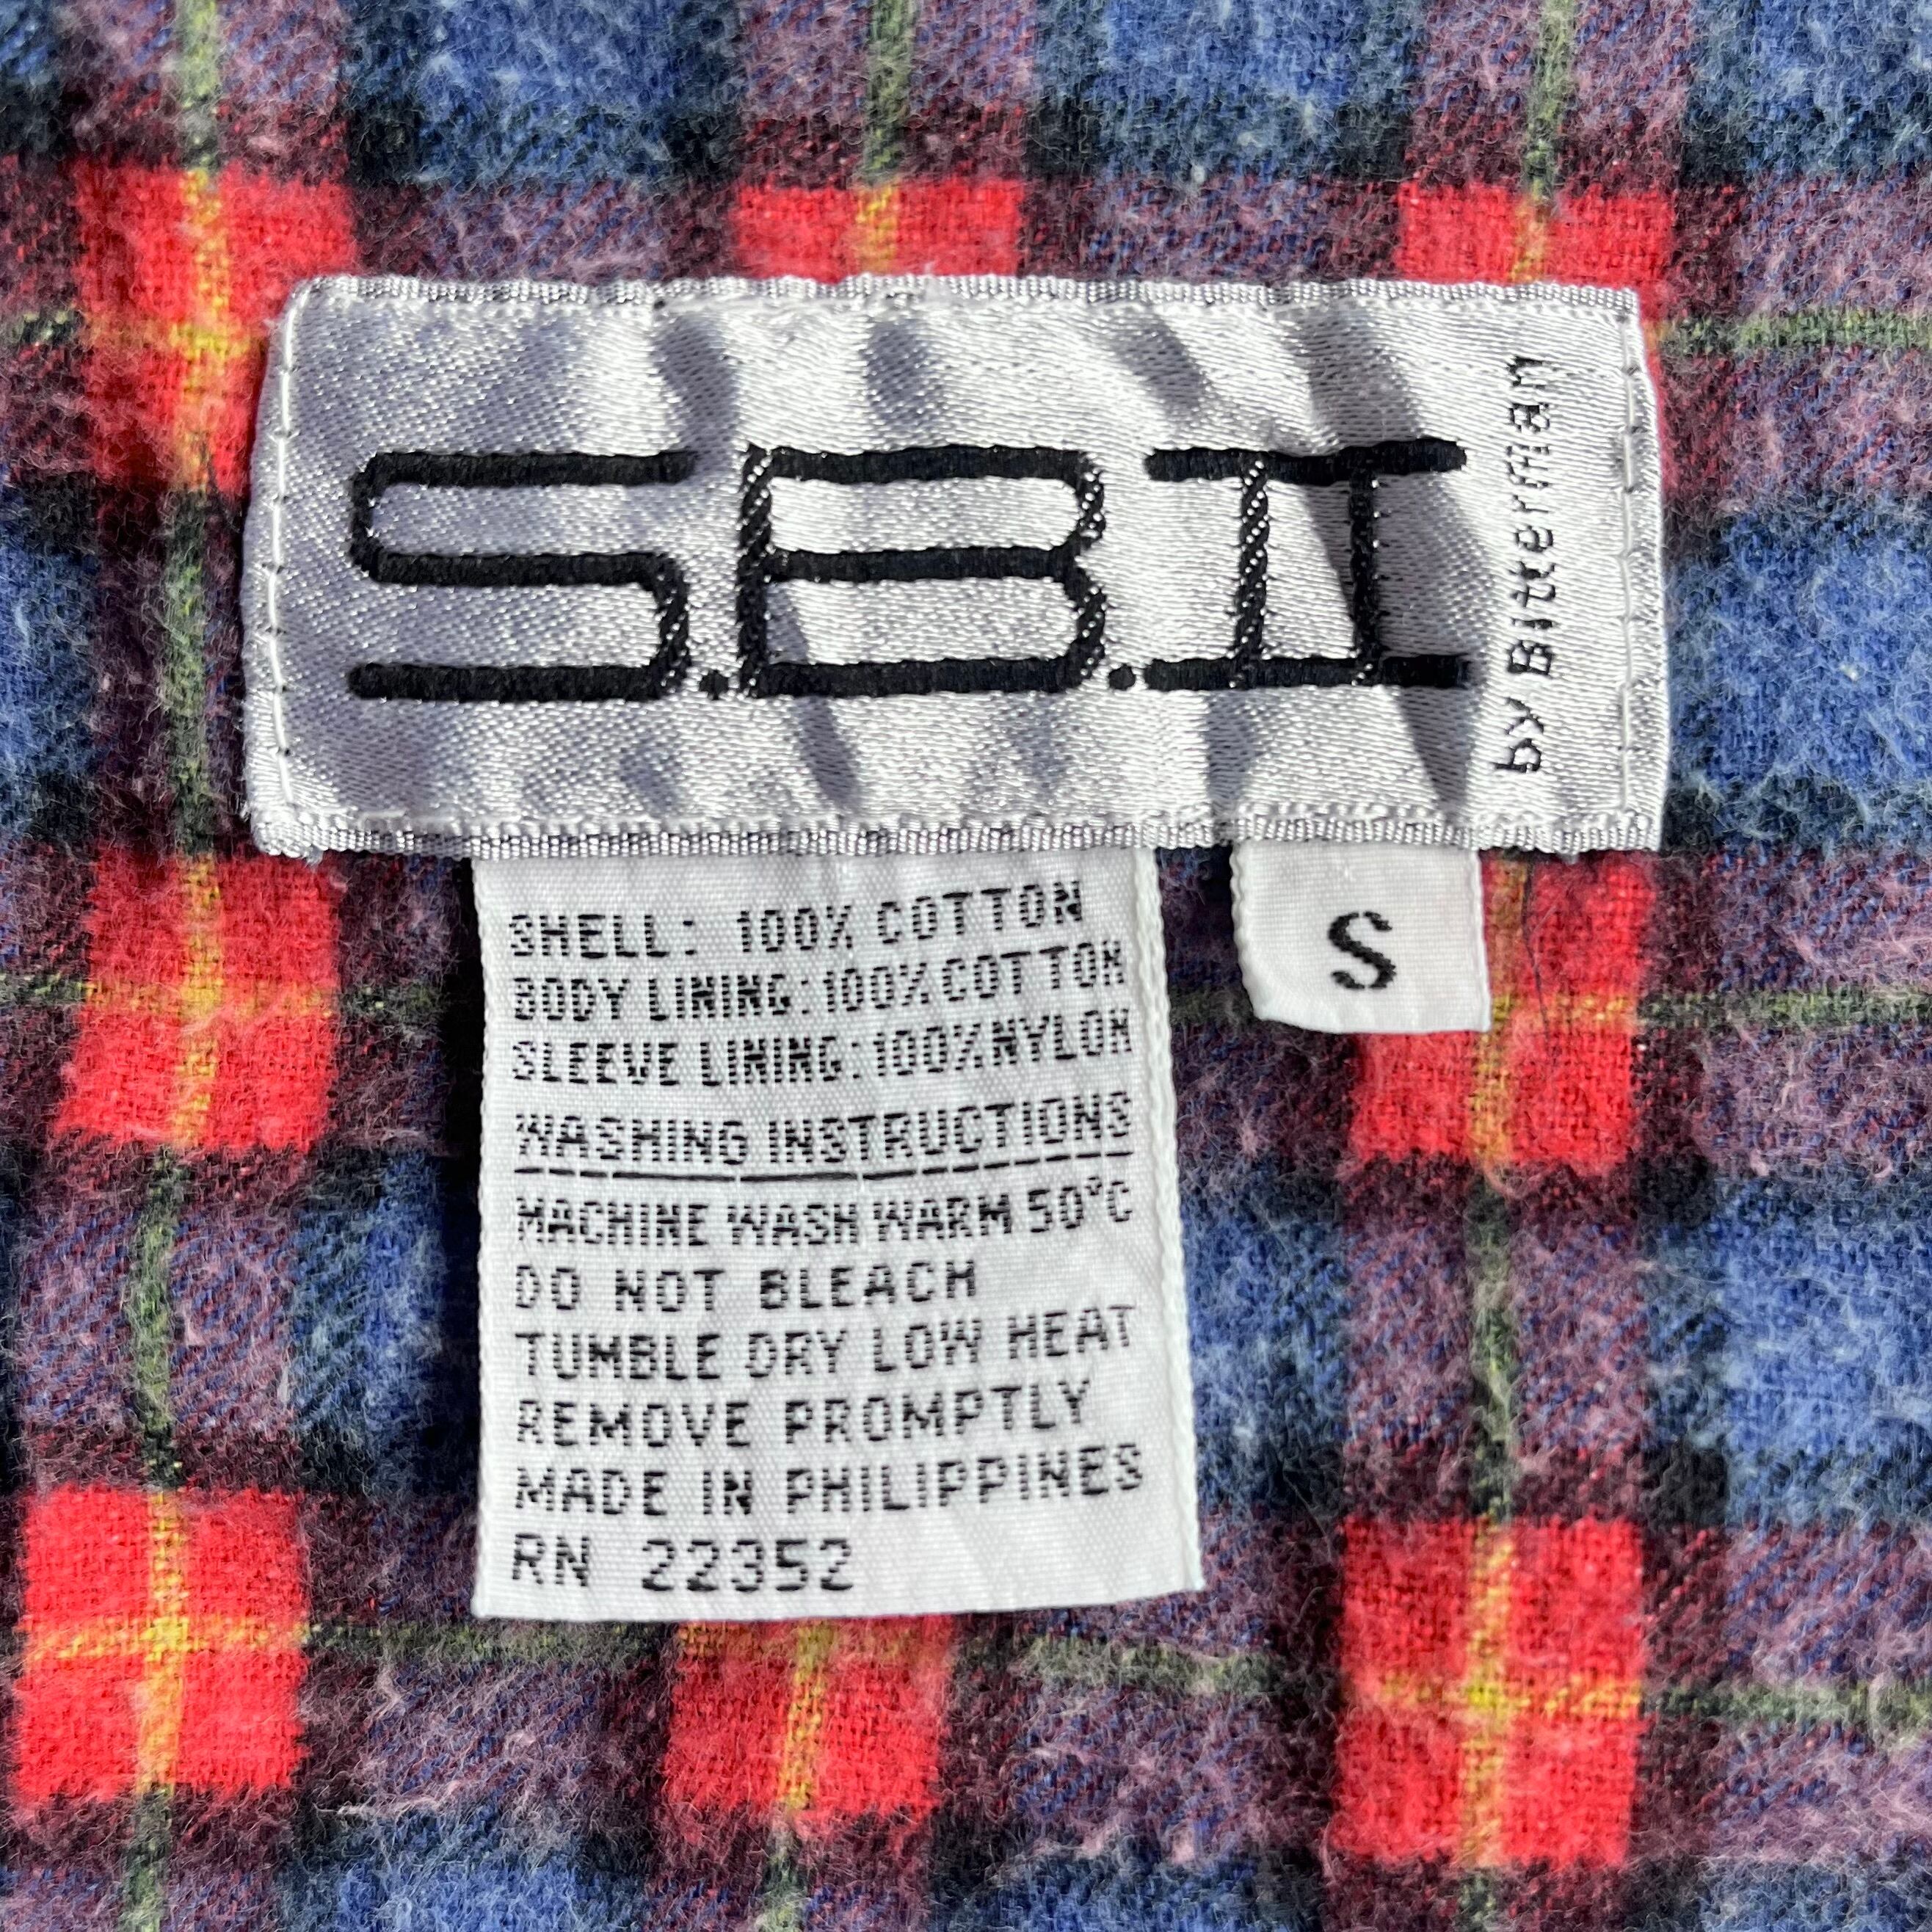 S.B.II
by Bitterman
S
SHELL: 100% COTTON
BODY LINING:100% COTTON
SLEEVE LINING:100% NYLON
WASHING INSTRUCTIONS
MACHINE WASH WARM 50°C
DO NOT BLEACH
TUMBLE DRY LOW HEAT
REMOVE PROMPTLY
MADE IN PHILIPPINES
RN 22352